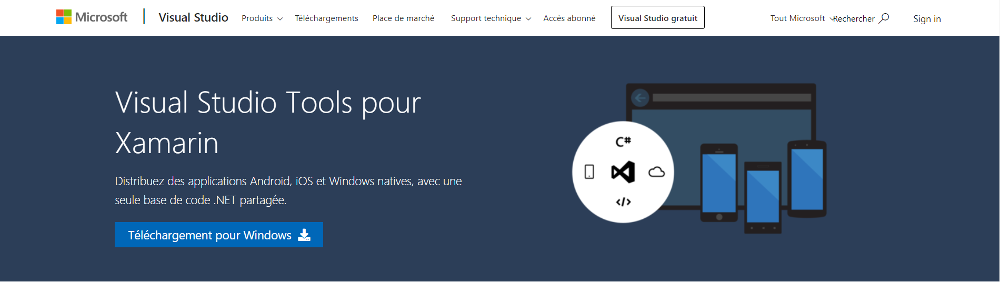 Microsoft | Visual Studio Produits Téléchargements Place de marché Support technique Accès abonné Visual Studio gratuit Tout Microsoft Rechercher Sign in
Visual Studio Tools pour
Xamarin
Distribuez des applications Android, iOS et Windows natives, avec une
seule base de code .NET partagée.
Téléchargement pour Windows
C#
</>